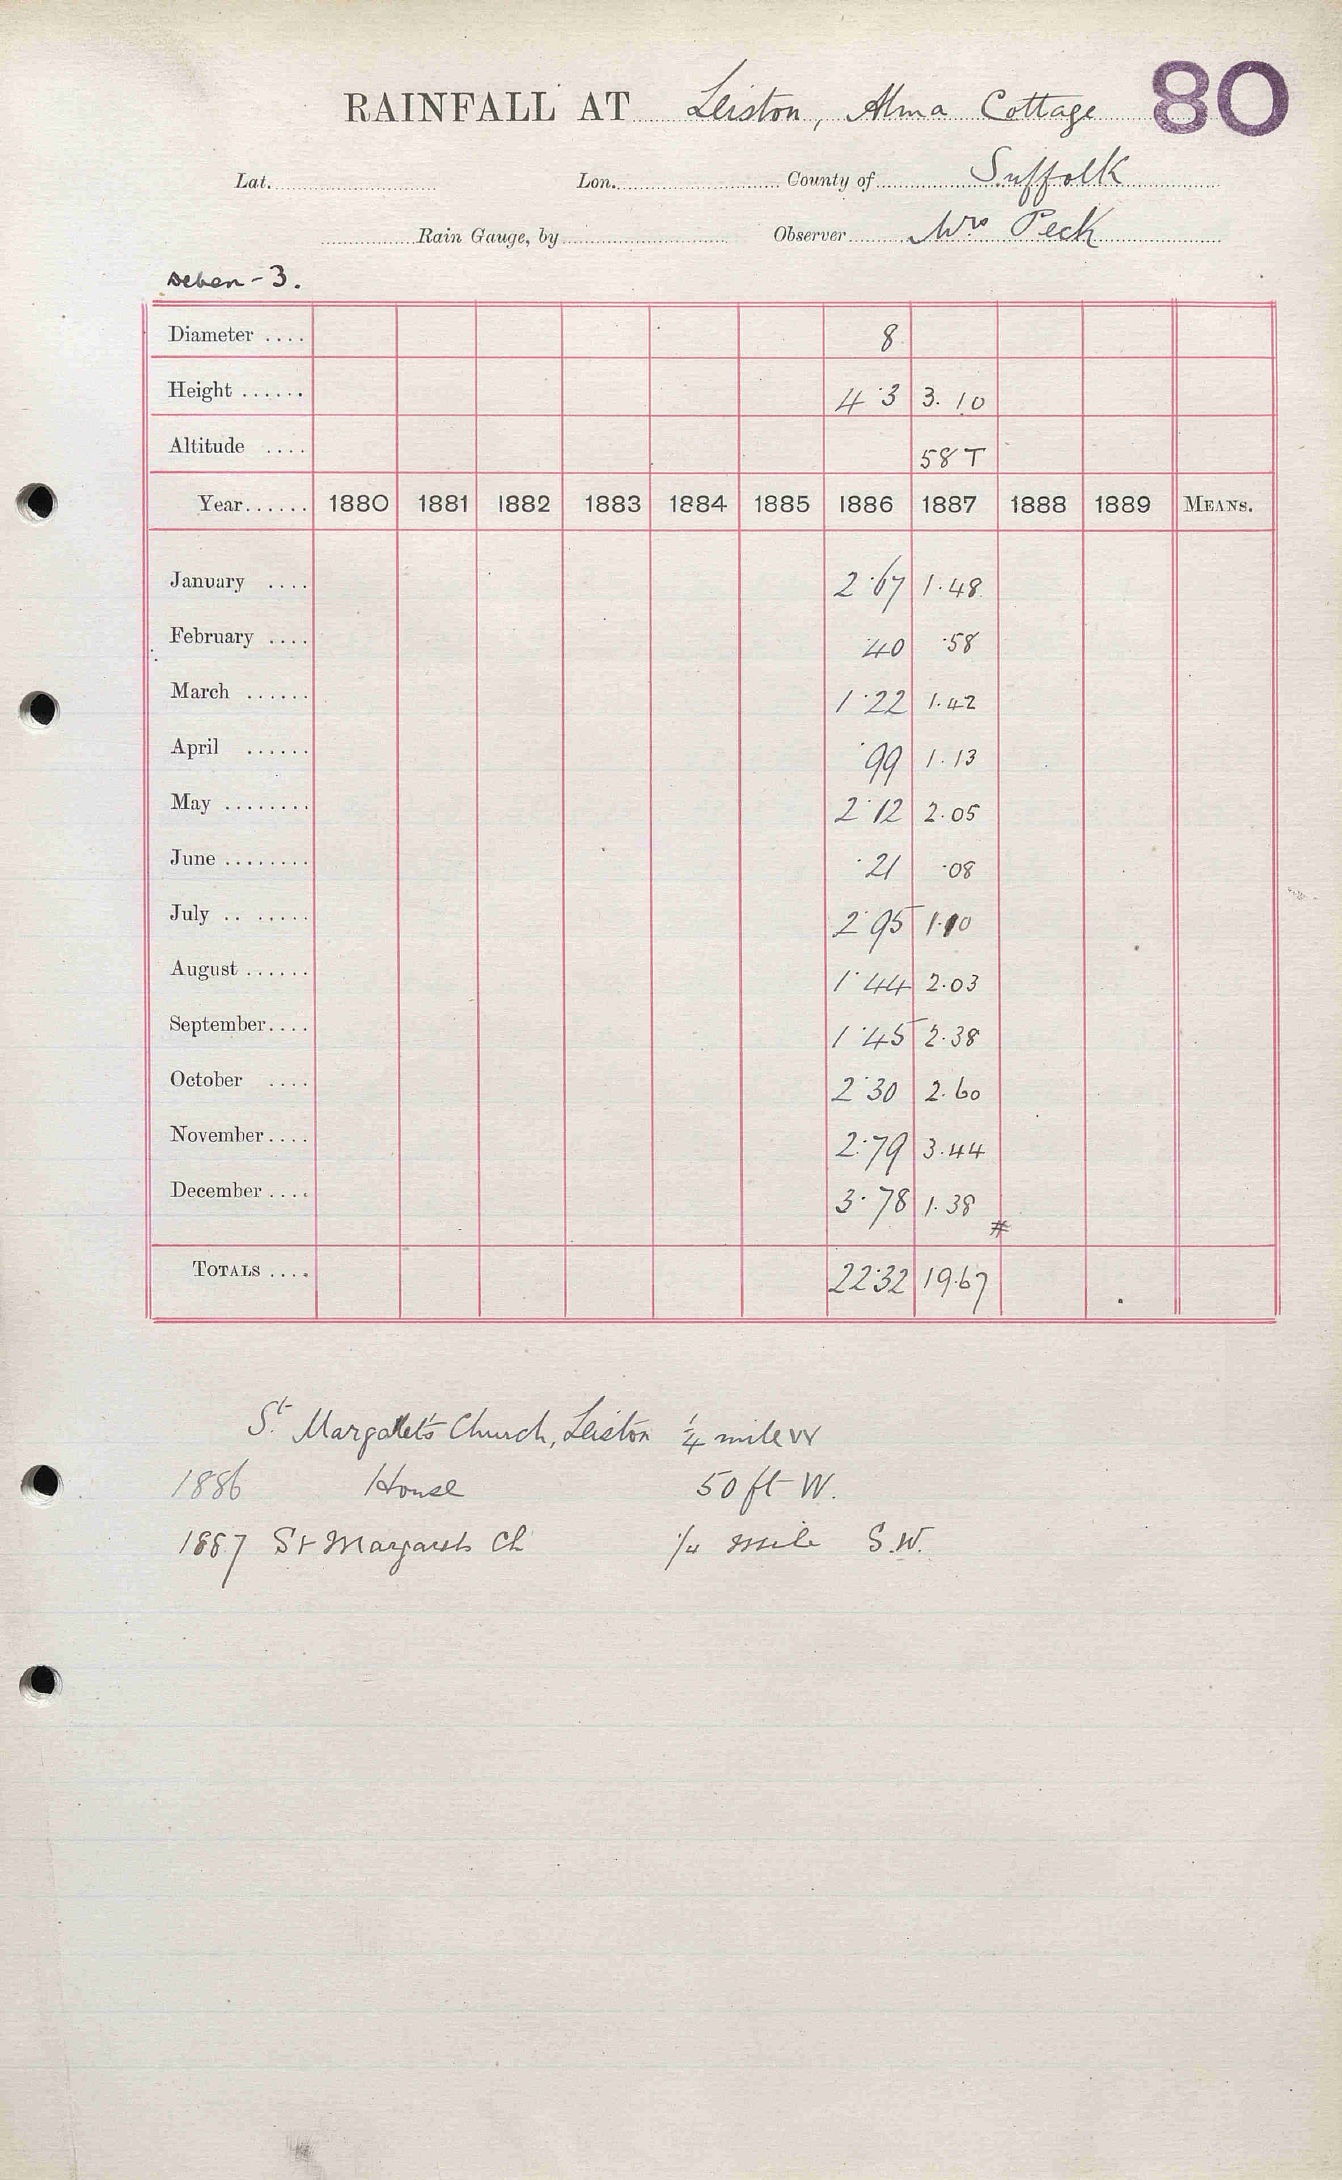 RAINFALL AT Leiston, Alma Cottage 80
Lat. Lon. County of Suffolk
Rain Gauge, by Observer Mrs Peck
Deben-3.
Diameter .... 8
Height ...... 4·3 3.10
Altitude .... 58 T
Year...... 1880 1881 1882 1883 1884 1885 1886 1887 1888 1889 MEANS.
January .... 2·67 1.48
February .... ·40 ·58
March ...... 1·22 1.42
April ...... ·99 1.13
May ........ 2·12 2.05
June ........ ·21 ·08
July .. ..... 2·95 1.10
August ...... 1·44 2.03
September.... 1·45 2.38
October .... 2·30 2.60
November.... 2·79 3.44
December .... 3·78 1.38 #
TOTALS .... 22·32 19.67
St. Margaret's Church, Leiston 1/4 mile W
1886 House 50 ft W.
1887 St Margarets Ch 1/4 mile S.W.